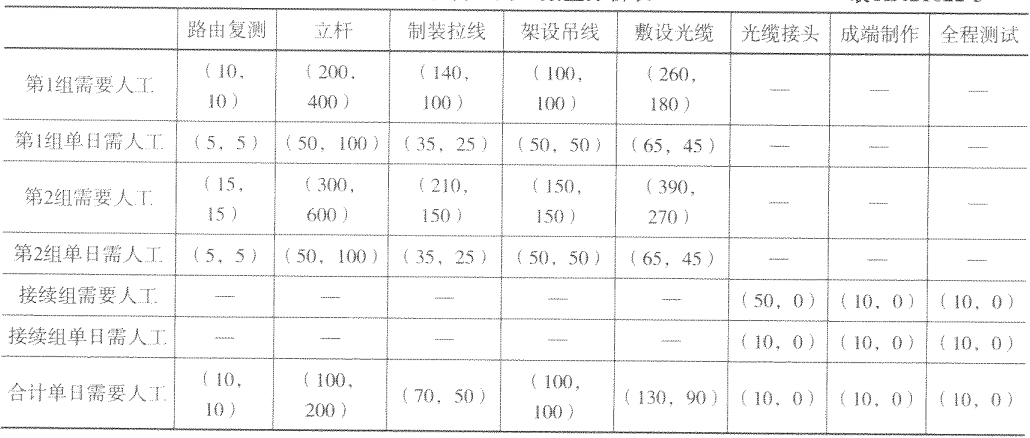 路由复测 立杆 制装拉线 架设吊线 敷设光缆 光缆接头 成端制作 全程测试
第1组需要人工 （10，10） （200，400） （140，100） （100，100） （260，180） — — —
第1组单日需人工 （5，5） （50，100） （35，25） （50，50） （65，45） — — —
第2组需要人工 （15，15） （300，600） （210，150） （150，150） （390，270） — — —
第2组单日需人工 （5，5） （50，100） （35，25） （50，50） （65，45） — — —
接续组需要人工 — — — — — （50，0） （10，0） （10，0）
接续组单日需人工 — — — — — （10，0） （10，0） （10，0）
合计单日需要人工 （10，10） （100，200） （70，50） （100，100） （130，90） （10，0） （10，0） （10，0）